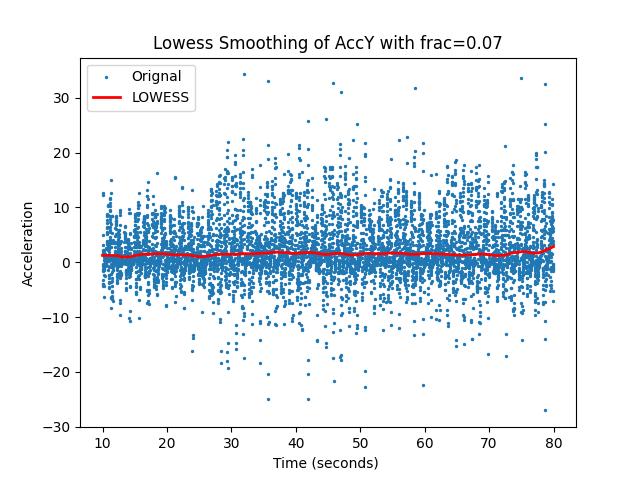 Lowess Smoothing of AccY with frac=0.07
Orignal
LOWESS
Acceleration
30
20
10
0
−10
−20
−30
10 20 30 40 50 60 70 80
Time (seconds)